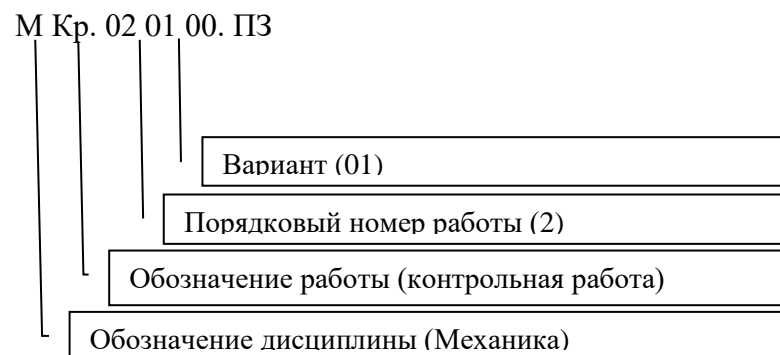 М Кр. 02 01 00. ПЗ
Вариант (01)
Порядковый номер работы (2)
Обозначение работы (контрольная работа)
Обозначение дисциплины (Механика)